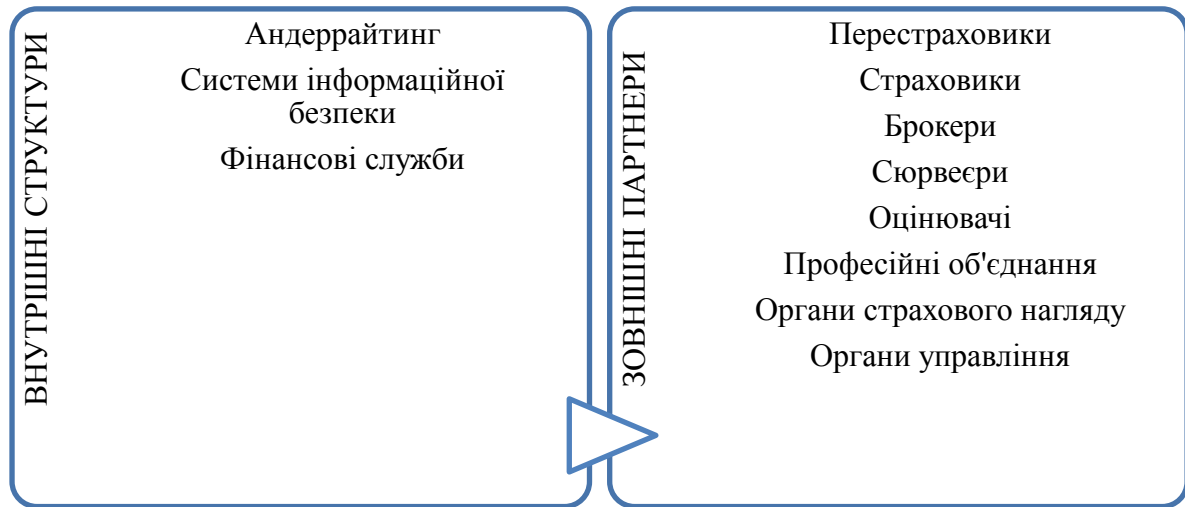 ВНУТРІШНІ СТРУКТУРИ
Андеррайтинг
Системи інформаційної
безпеки
Фінансові служби
ЗОВНІШНІ ПАРТНЕРИ
Перестраховики
Страховики
Брокери
Сюрвеєри
Оцінювачі
Професійні об'єднання
Органи страхового нагляду
Органи управління